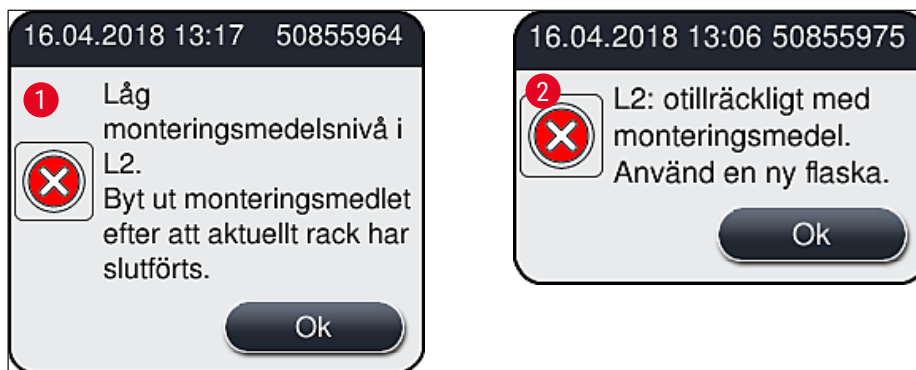 16.04.2018 13:17 50855964
1
Låg
monteringsmedelsnivå i
L2.
Byt ut monteringsmedlet
efter att aktuellt rack har
slutförts.
Ok
16.04.2018 13:06 50855975
2
L2: otillräckligt med
monteringsmedel.
Använd en ny flaska.
Ok